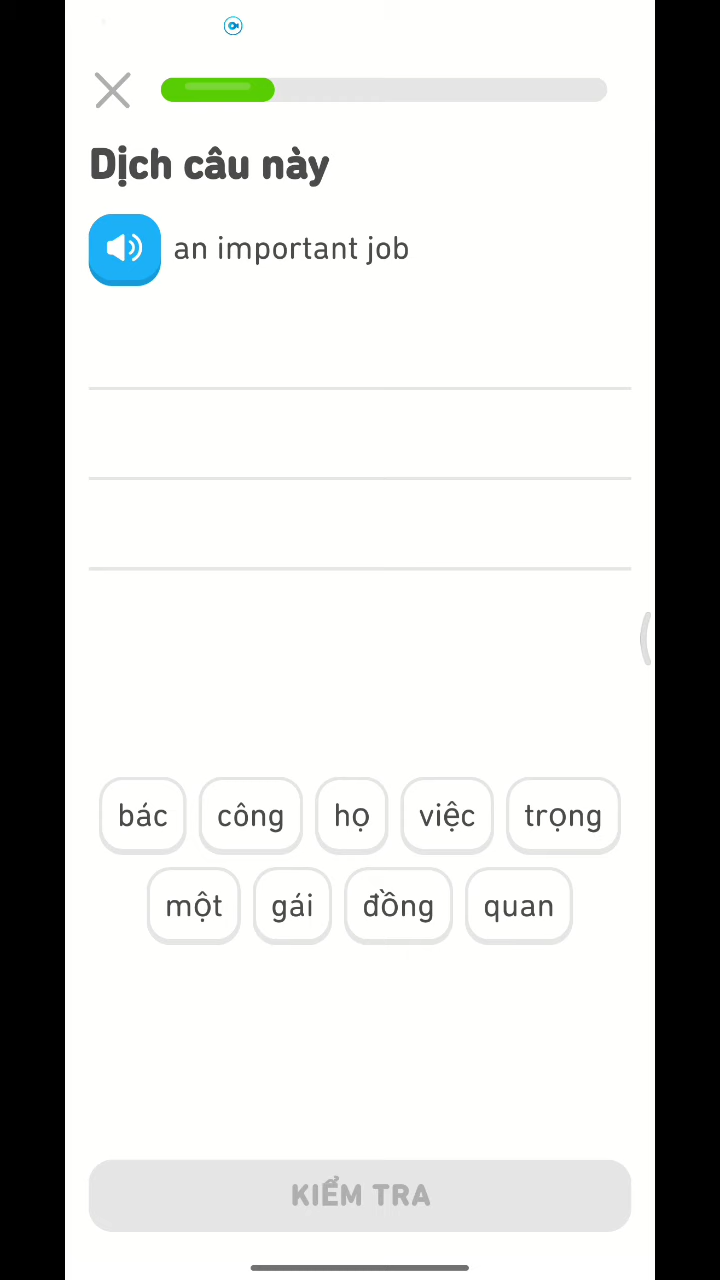 Dịch câu này
an important job
bác công họ việc trọng
một gái đồng quan
KIỂM TRA